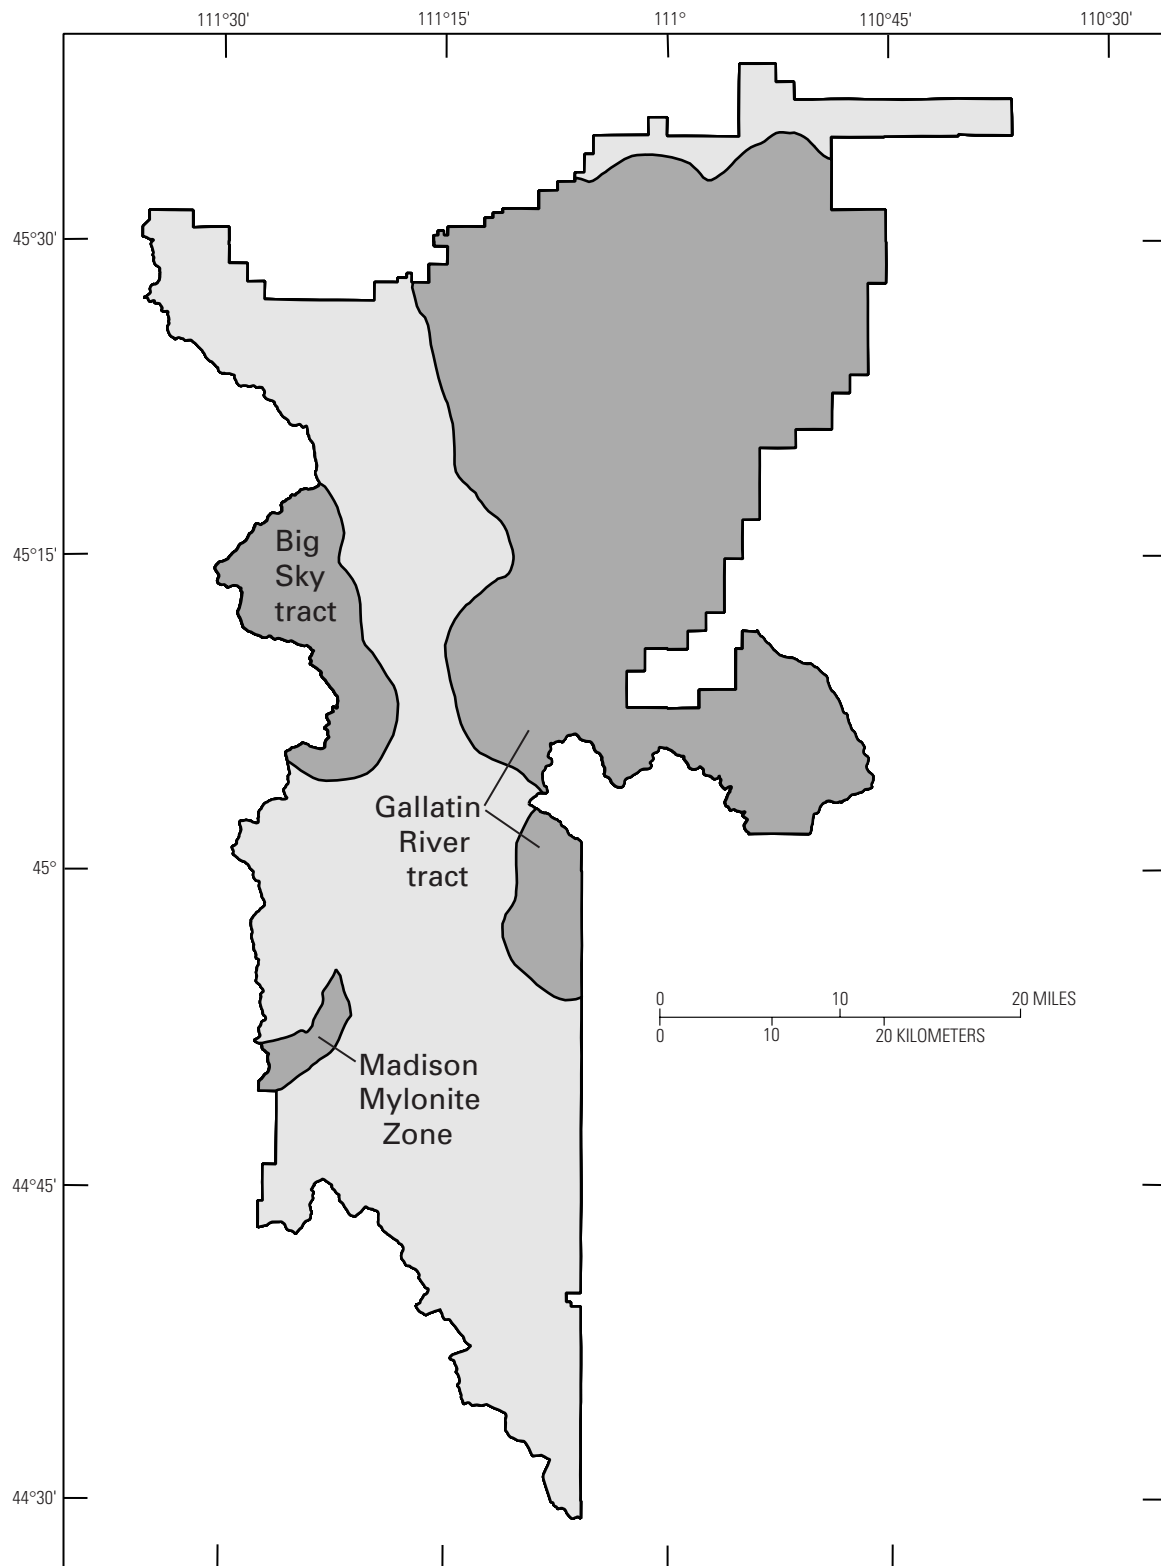 111°30' 111°15' 111° 110°45' 110°30'
45°30'
45°15'
Big
Sky
tract
Gallatin
River
tract
45°
0 10 20 MILES
0 10 20 KILOMETERS
Madison
Mylonite
Zone
44°45'
44°30'